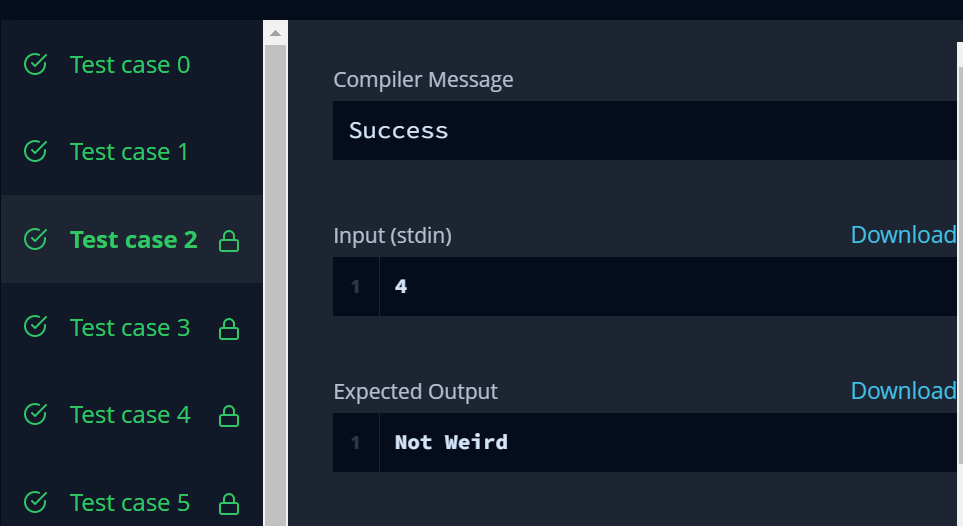 Test case 0
Test case 1
Test case 2
Test case 3
Test case 4
Test case 5
Compiler Message
Success
Input (stdin)
Download
1 4
Expected Output
Download
1 Not Weird